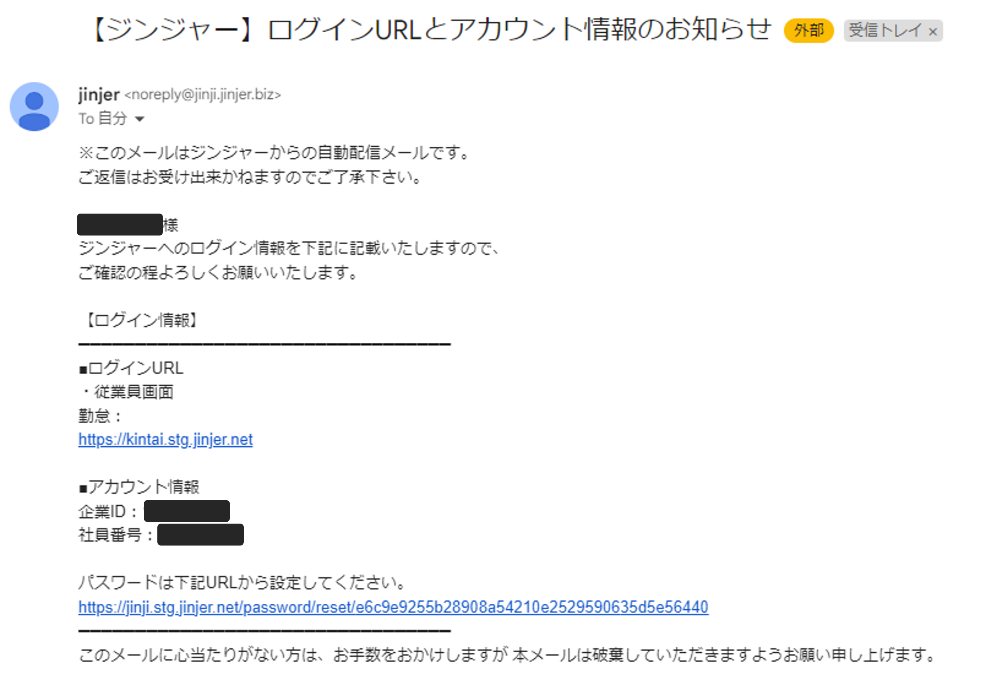 【ジンジャー】ログインURLとアカウント情報のお知らせ 外部 受信トレイ ×
jinjer <noreply@jinji.jinjer.biz>
To 自分
※このメールはジンジャーからの自動配信メールです。
ご返信はお受け出来かねますのでご了承下さい。
様
ジンジャーへのログイン情報を下記に記載いたしますので、
ご確認の程よろしくお願いいたします。
【ログイン情報】
■ログインURL
・従業員画面
勤怠：
https://kintai.stg.jinjer.net
■アカウント情報
企業ID：
社員番号：
パスワードは下記URLから設定してください。
https://jinji.stg.jinjer.net/password/reset/e6c9e9255b28908a54210e2529590635d5e56440
このメールに心当たりがない方は、お手数をおかけしますが 本メールは破棄していただきますようお願い申し上げます。